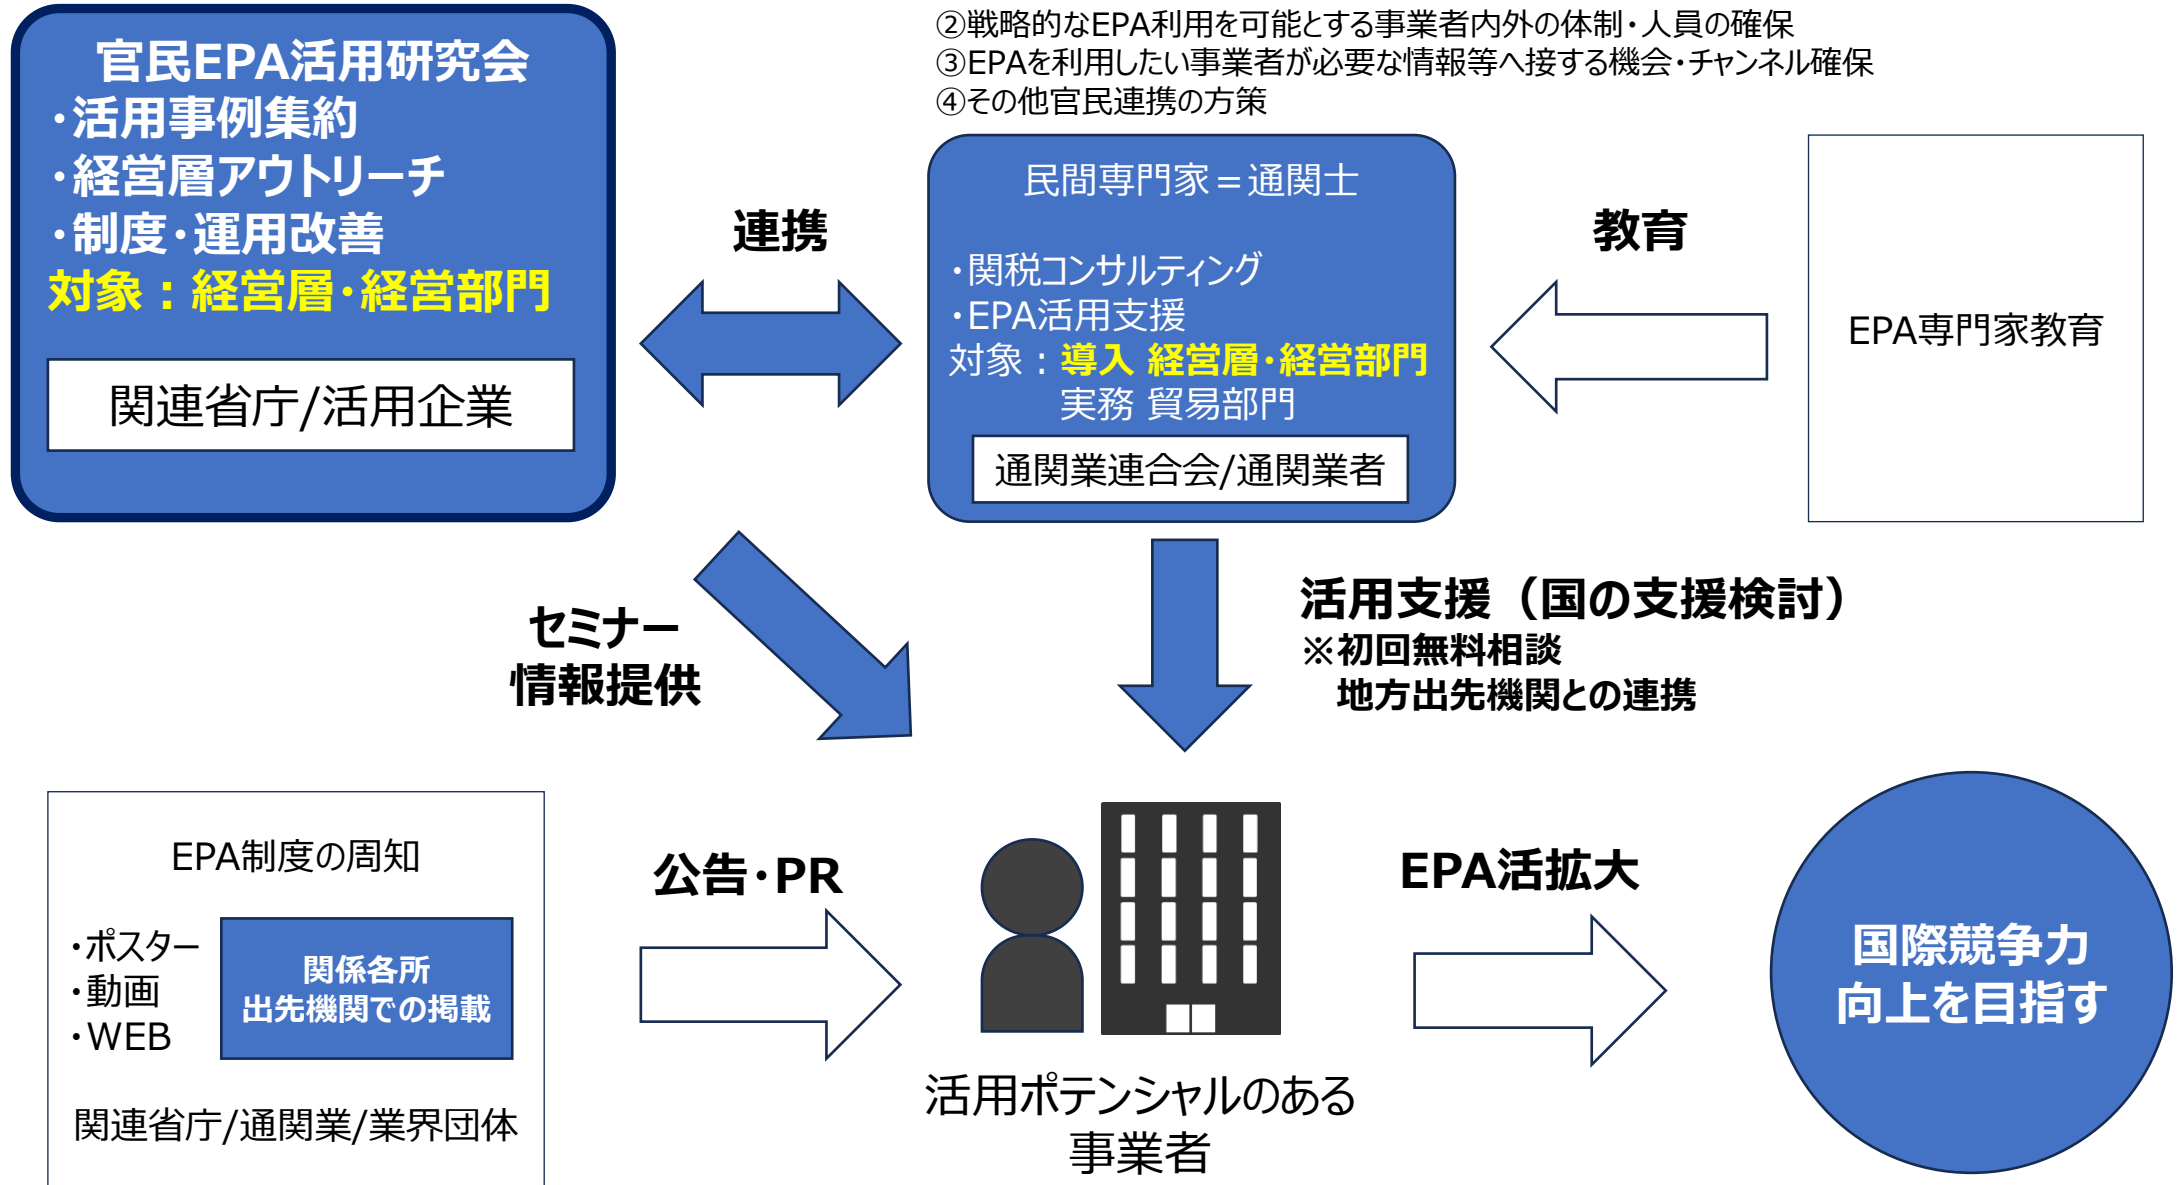 ②戦略的なEPA利用を可能とする事業者内外の体制・人員の確保
③EPAを利用したい事業者が必要な情報等へ接する機会・チャンネル確保
④その他官民連携の方策
官民EPA活用研究会
・活用事例集約
・経営層アウトリーチ
・制度・運用改善
対象：経営層・経営部門
関連省庁/活用企業
連携
民間専門家＝通関士
・関税コンサルティング
・EPA活用支援
対象：導入 経営層・経営部門
実務 貿易部門
通関業連合会/通関業者
教育
EPA専門家教育
セミナー
情報提供
活用支援（国の支援検討）
※初回無料相談
地方出先機関との連携
EPA制度の周知
・ポスター
・動画
・WEB
関係各所
出先機関での掲載
関連省庁/通関業/業界団体
公告・PR
活用ポテンシャルのある
事業者
EPA活拡大
国際競争力
向上を目指す